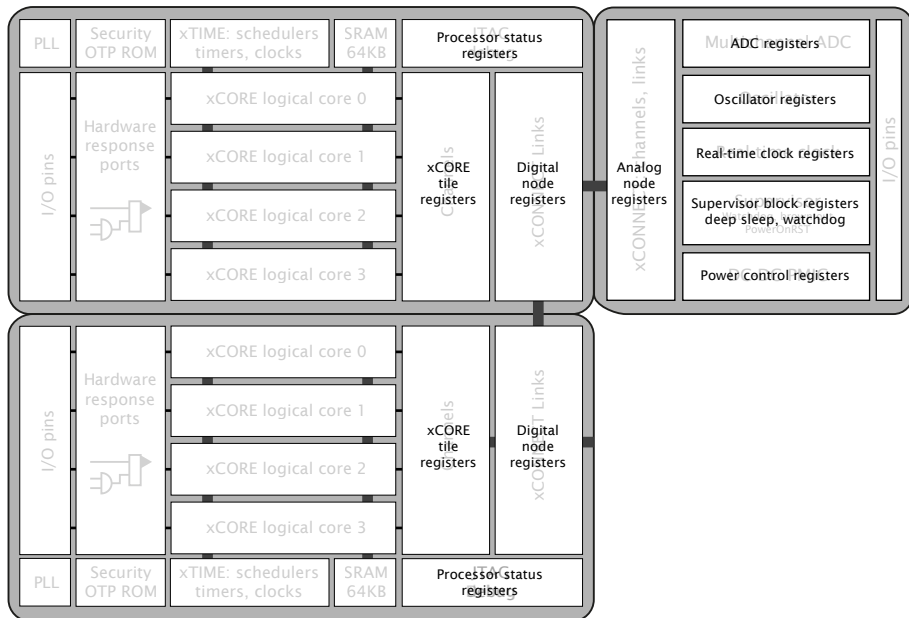 PLL
Security
OTP ROM
xTIME: schedulers
timers, clocks
SRAM
64KB
Processor status
registers
I/O pins
Hardware
response
ports
xCORE logical core 0
xCORE logical core 1
xCORE logical core 2
xCORE logical core 3
xCORE
tile
registers
Digital
node
registers
xCONNECT Links
Analog
node
registers
ADC registers
Oscillator registers
Real-time clock registers
Supervisor block registers
deep sleep, watchdog
PowerOnRST
Power control registers
I/O pins
I/O pins
Hardware
response
ports
xCORE logical core 0
xCORE logical core 1
xCORE logical core 2
xCORE logical core 3
xCORE
tile
registers
Digital
node
registers
xCONNECT Links
PLL
Security
OTP ROM
xTIME: schedulers
timers, clocks
SRAM
64KB
Processor status
registers